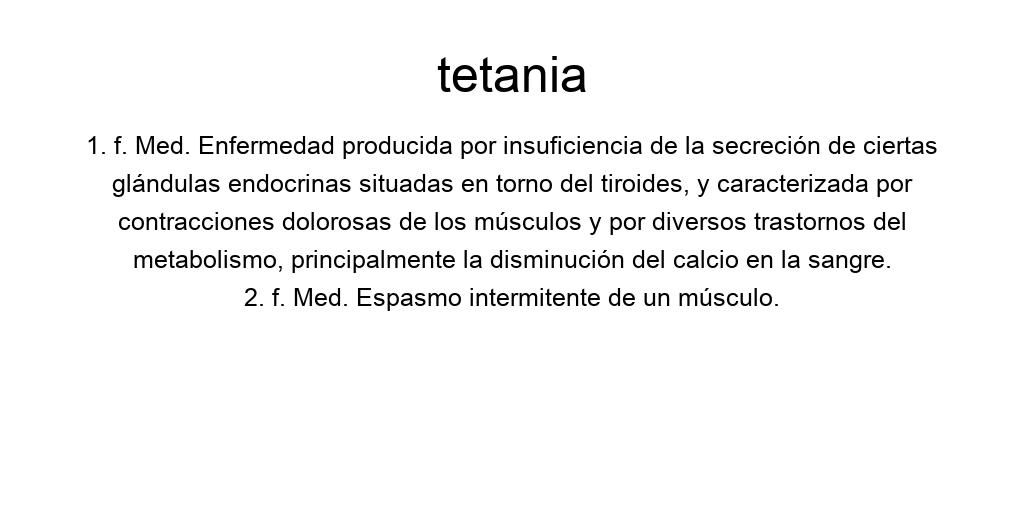 tetania
1. f. Med. Enfermedad producida por insuficiencia de la secreción de ciertas
glándulas endocrinas situadas en torno del tiroides, y caracterizada por
contracciones dolorosas de los músculos y por diversos trastornos del
metabolismo, principalmente la disminución del calcio en la sangre.
2. f. Med. Espasmo intermitente de un músculo.